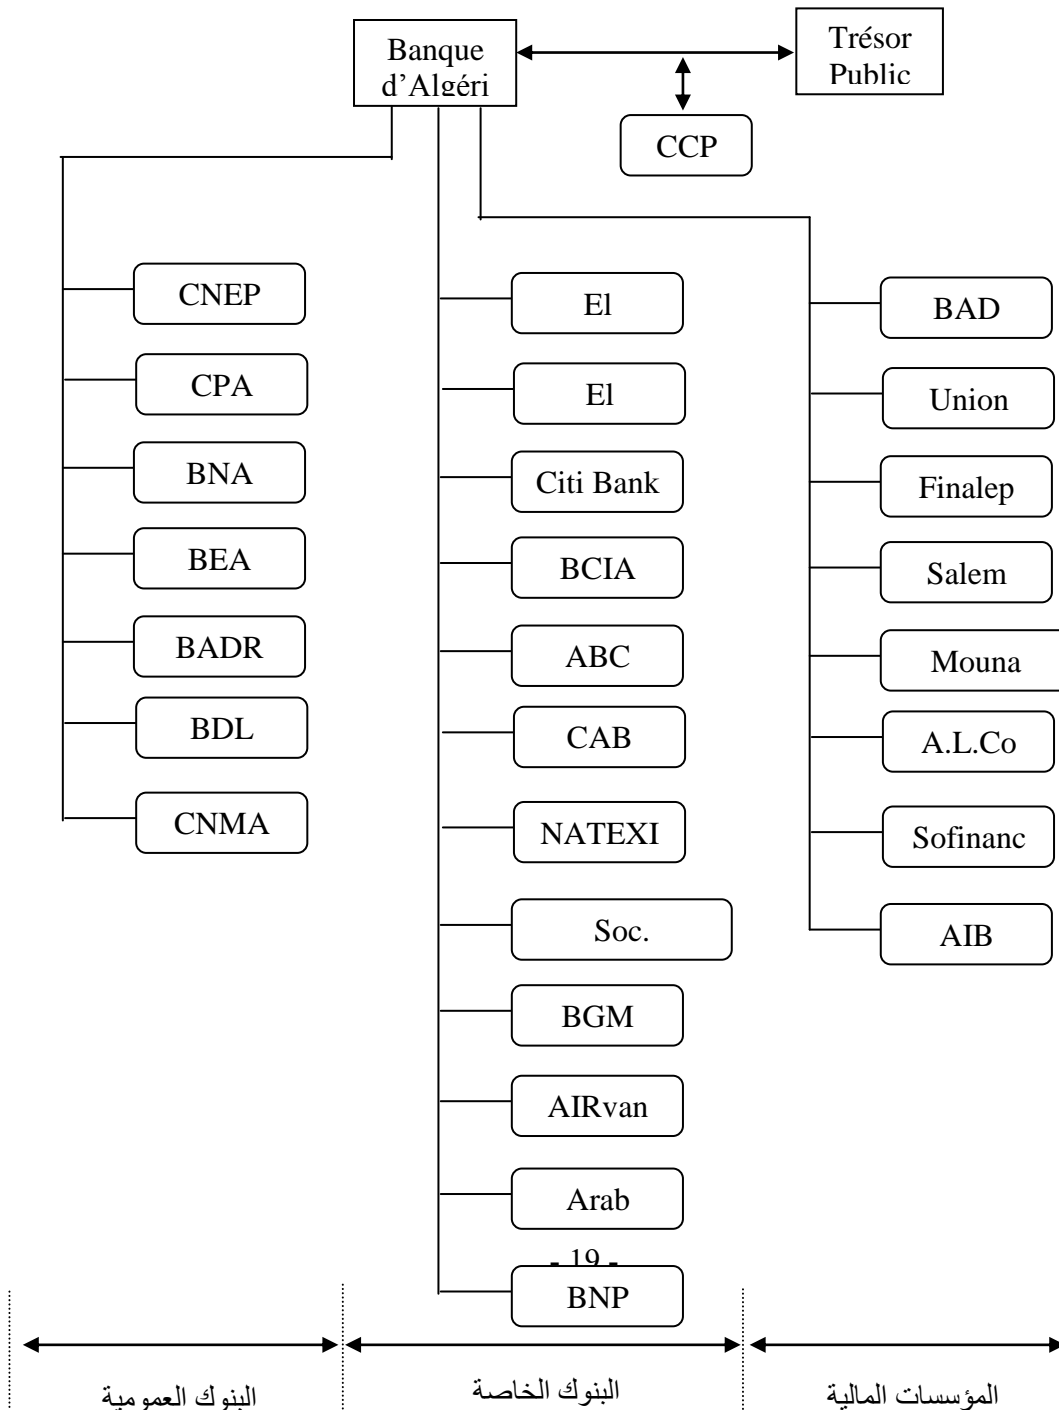 Banque
d'Algéri
Trésor
Public
CCP
CNEP
CPA
BNA
BEA
BADR
BDL
CNMA
El
El
Citi Bank
BCIA
ABC
CAB
NATEXI
Soc.
BGM
AIRvan
Arab
BNP
BAD
Union
Finalep
Salem
Mouna
A.L.Co
Sofinanc
AIB
- 19 -
البنوك العمومية
البنوك الخاصة
المؤسسات المالية